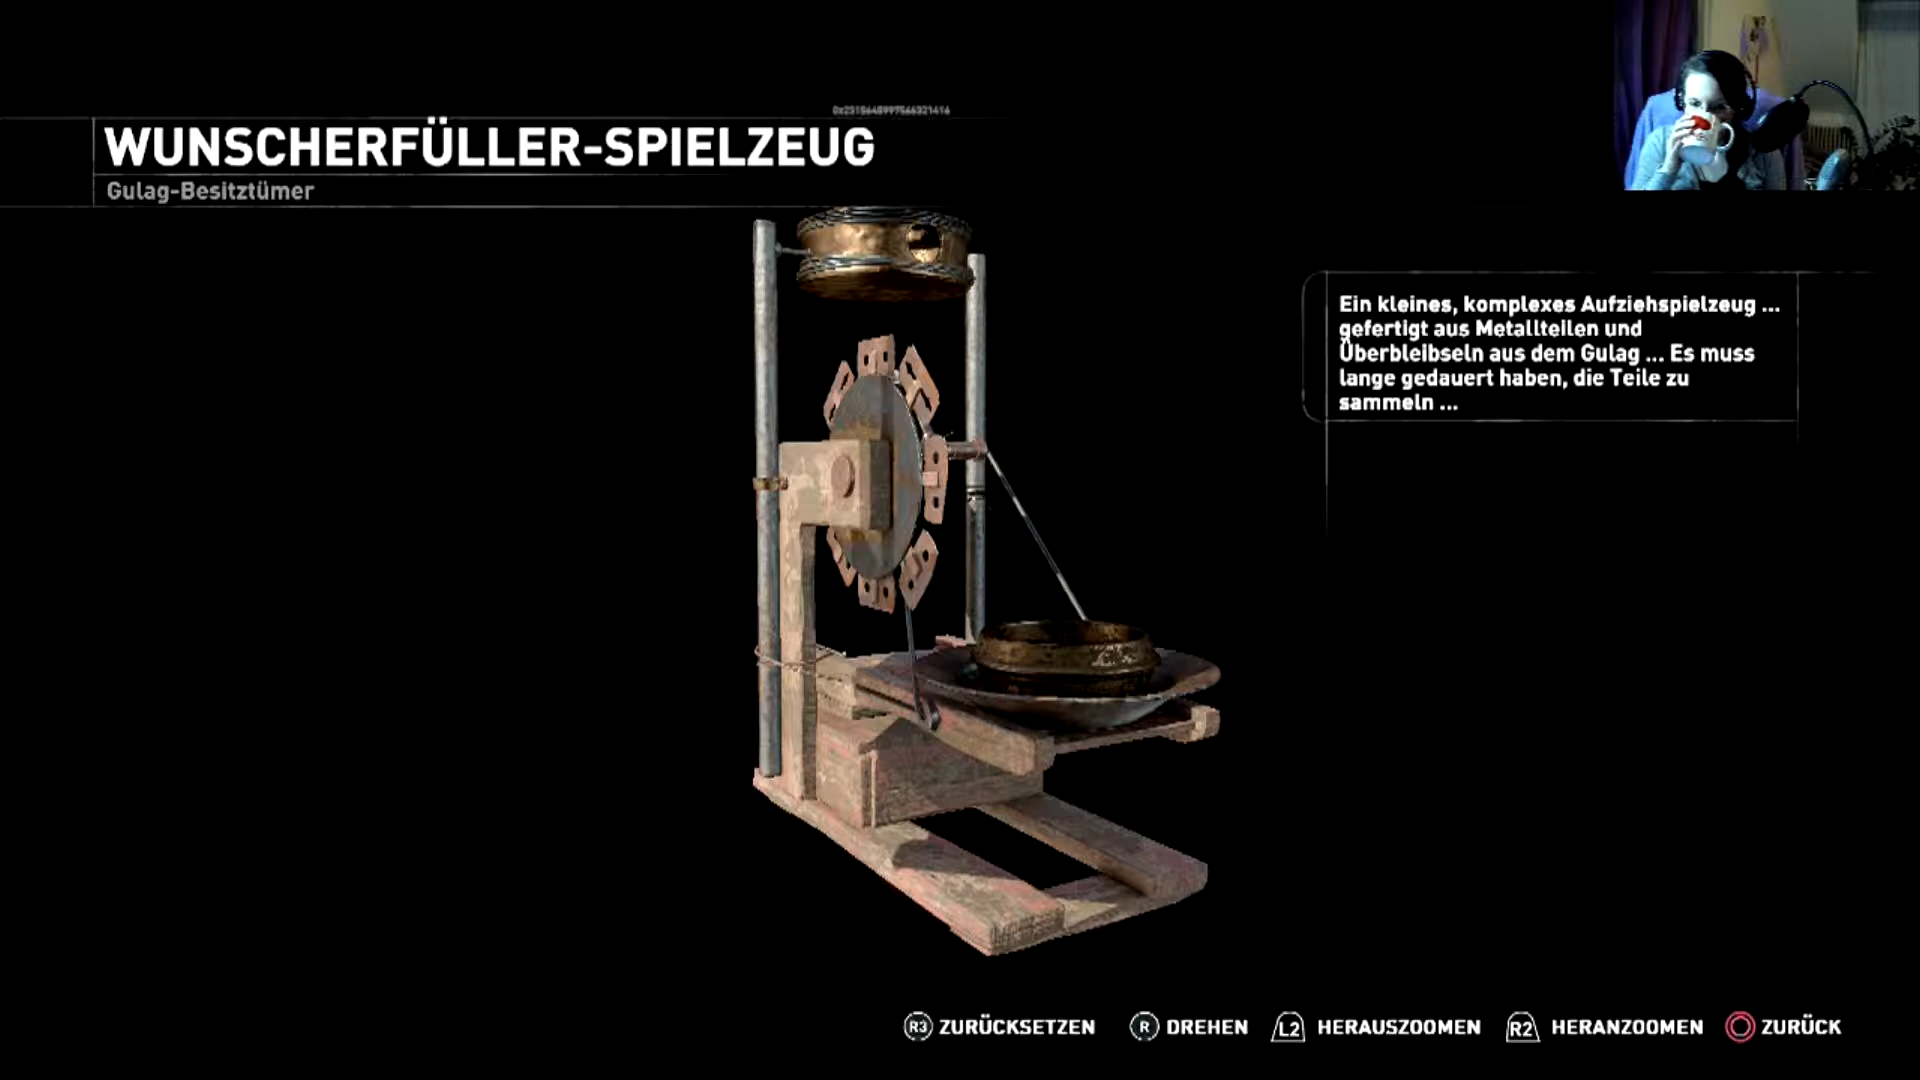 0x2315645997566321416
WUNSCHERFÜLLER-SPIELZEUG
Gulag-Besitztümer
Ein kleines, komplexes Aufziehspielzeug ...
gefertigt aus Metallteilen und
Überbleibseln aus dem Gulag ... Es muss
lange gedauert haben, die Teile zu
sammeln ...
R3 ZURÜCKSETZEN R DREHEN L2 HERAUSZOOMEN R2 HERANZOOMEN ZURÜCK